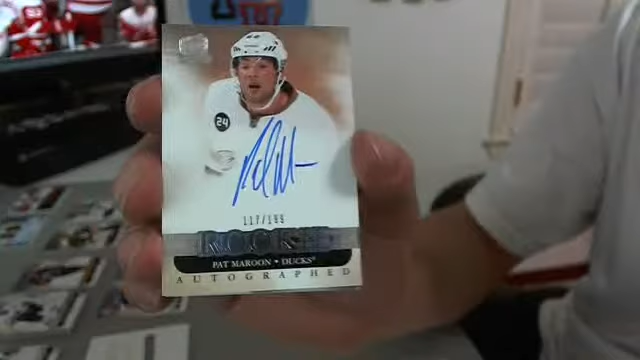 24
117/199
ROOKIE
PAT MAROON • DUCKS
AUTOGRAPHED